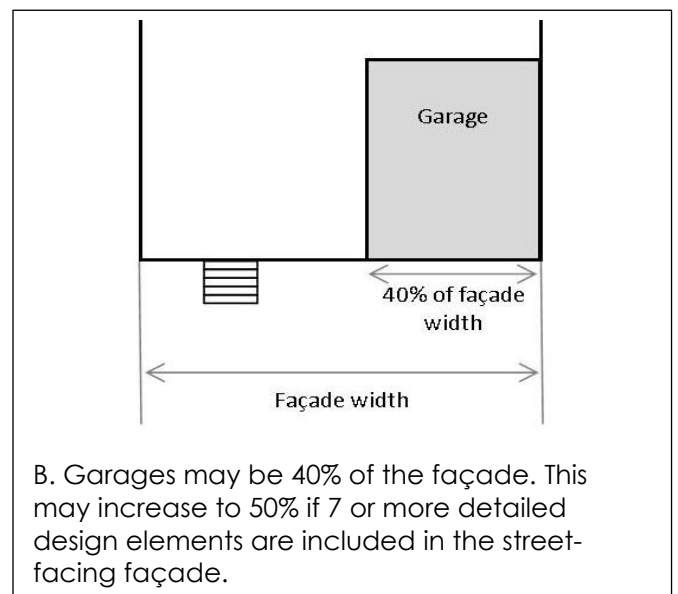 Garage
40% of façade
width
Façade width
B. Garages may be 40% of the façade. This
may increase to 50% if 7 or more detailed
design elements are included in the street-
facing façade.